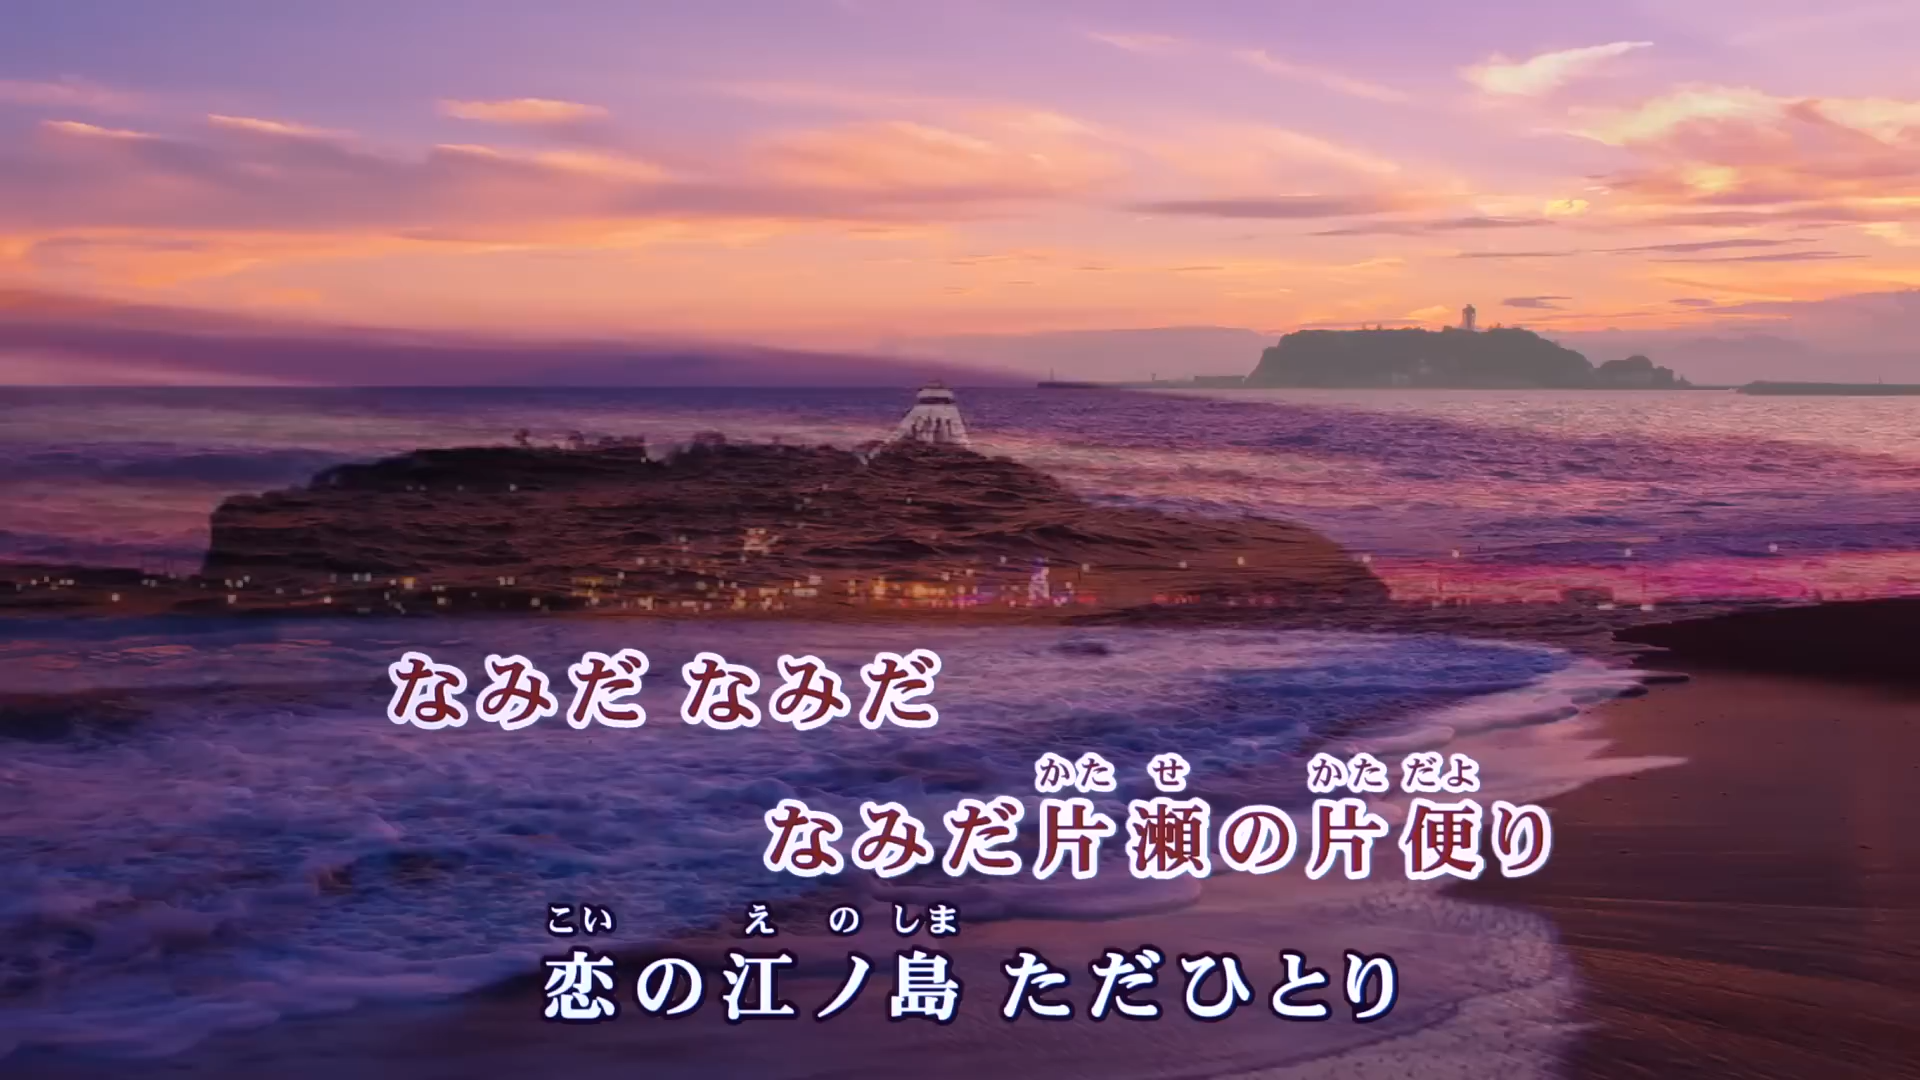 なみだ なみだ
かた せ かた だよ
なみだ片瀬の片便り
こい え の しま
恋の江ノ島 ただひとり